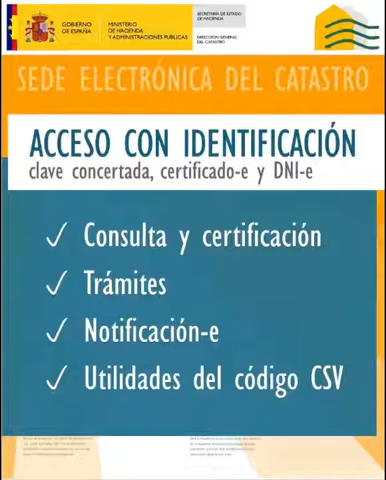 GOBIERNO
DE ESPAÑA
MINISTERIO
DE HACIENDA
Y ADMINISTRACIONES PÚBLICAS
SECRETARÍA DE ESTADO
DE HACIENDA
DIRECCIÓN GENERAL
DEL CATASTRO
SEDE ELECTRÓNICA DEL CATASTRO
ACCESO CON IDENTIFICACIÓN
clave concertada, certificado-e y DNI-e
✓ Consulta y certificación
✓ Trámites
✓ Notificación-e
✓ Utilidades del código CSV